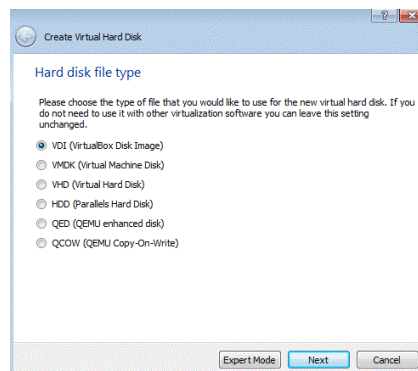 Create Virtual Hard Disk
Hard disk file type
Please choose the type of file that you would like to use for the new virtual hard disk. If you
do not need to use it with other virtualization software you can leave this setting
unchanged.
VDI (VirtualBox Disk Image)
VMDK (Virtual Machine Disk)
VHD (Virtual Hard Disk)
HDD (Parallels Hard Disk)
QED (QEMU enhanced disk)
QCOW (QEMU Copy-On-Write)
Expert Mode Next Cancel